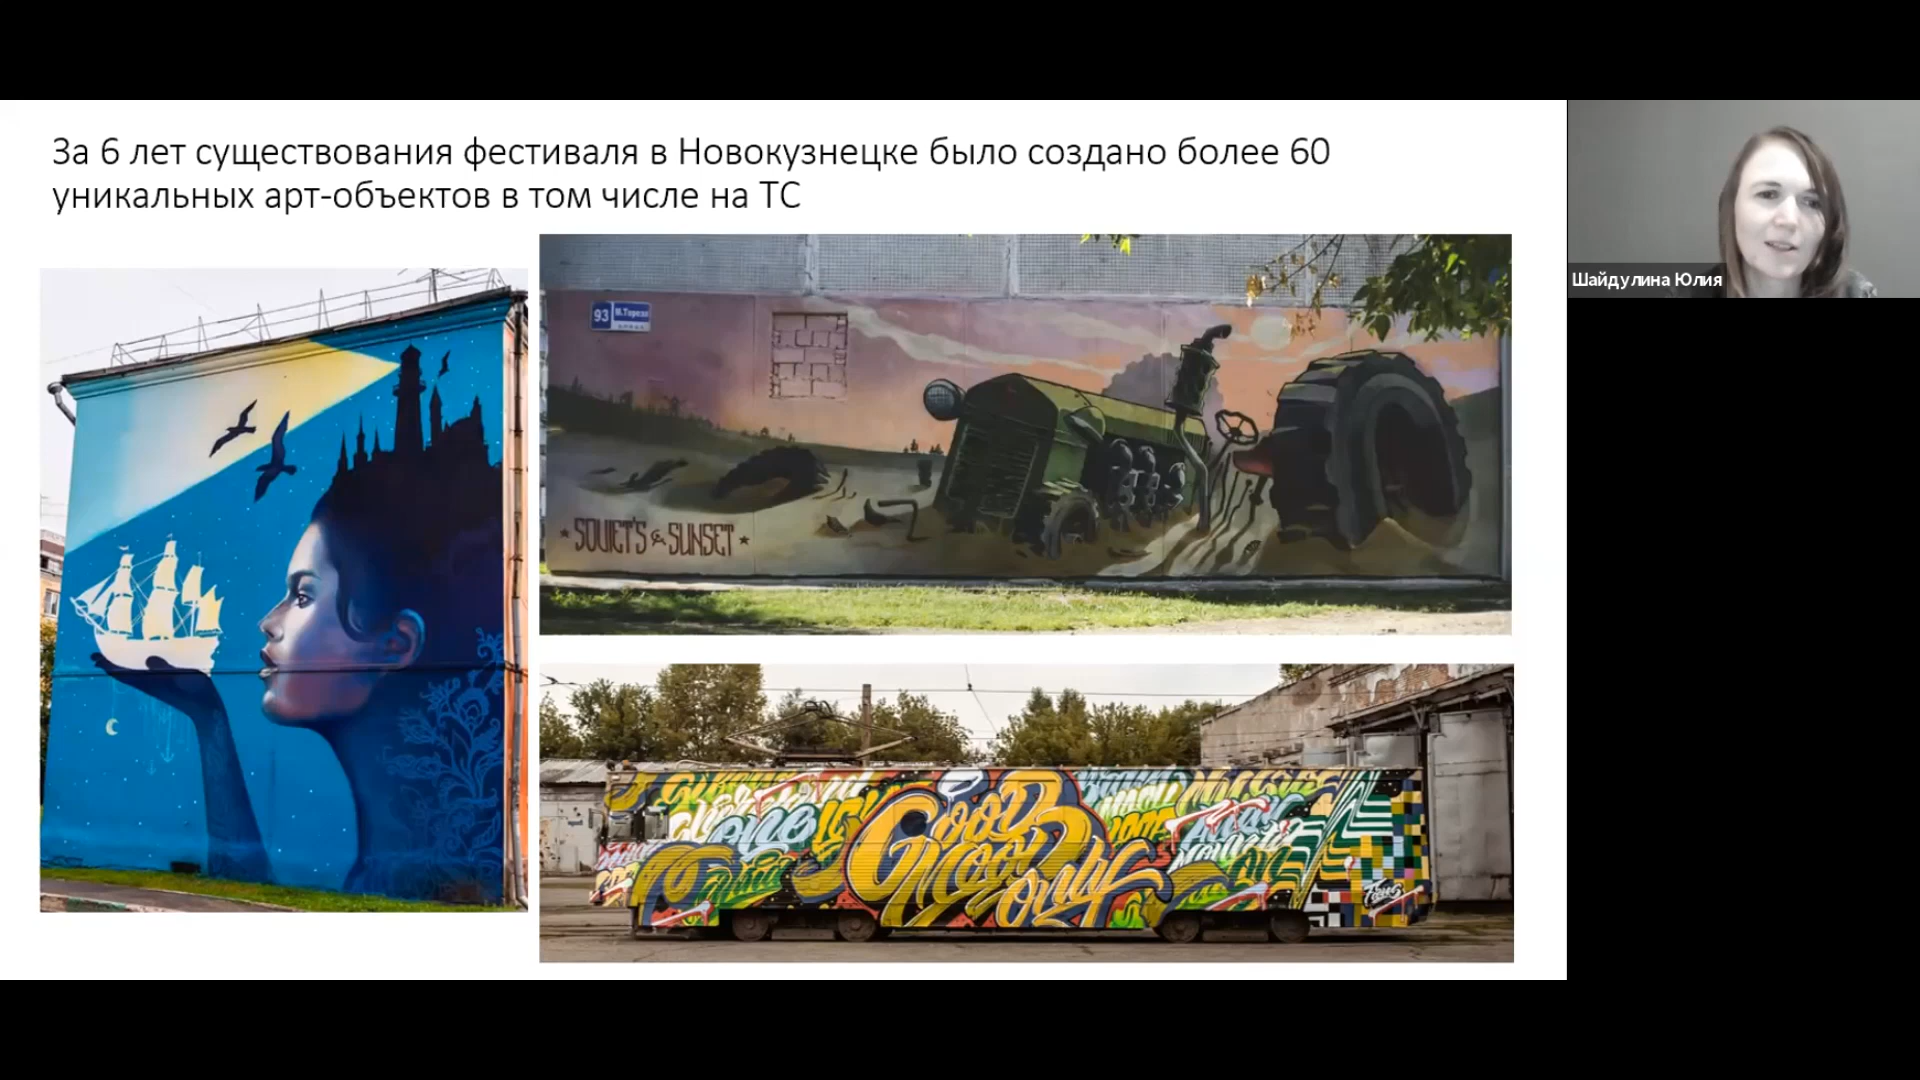 За 6 лет существования фестиваля в Новокузнецке было создано более 60
уникальных арт-объектов в том числе на ТС
Шайдулина Юлия
93 М.Тореза
SOVIET'S SUNSET
GOOD
MOOD
ONLY